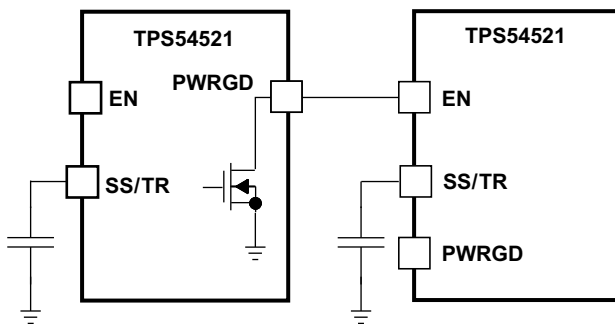 TPS54521
PWRGD
EN
SS/TR
TPS54521
EN
SS/TR
PWRGD